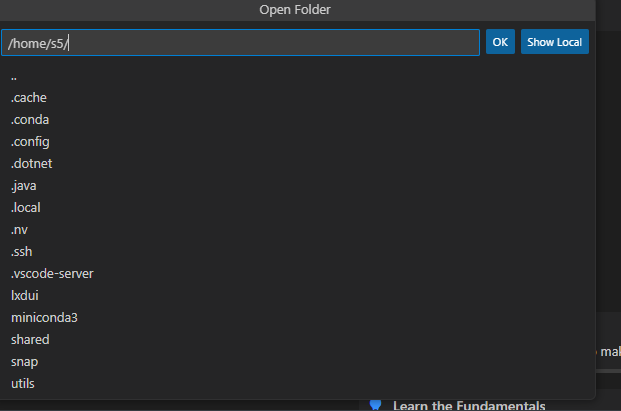 Open Folder
/home/s5/
OK
Show Local
..
.cache
.conda
.config
.dotnet
.java
.local
.nv
.ssh
.vscode-server
lxdui
miniconda3
shared
snap
utils
Learn the Fundamentals